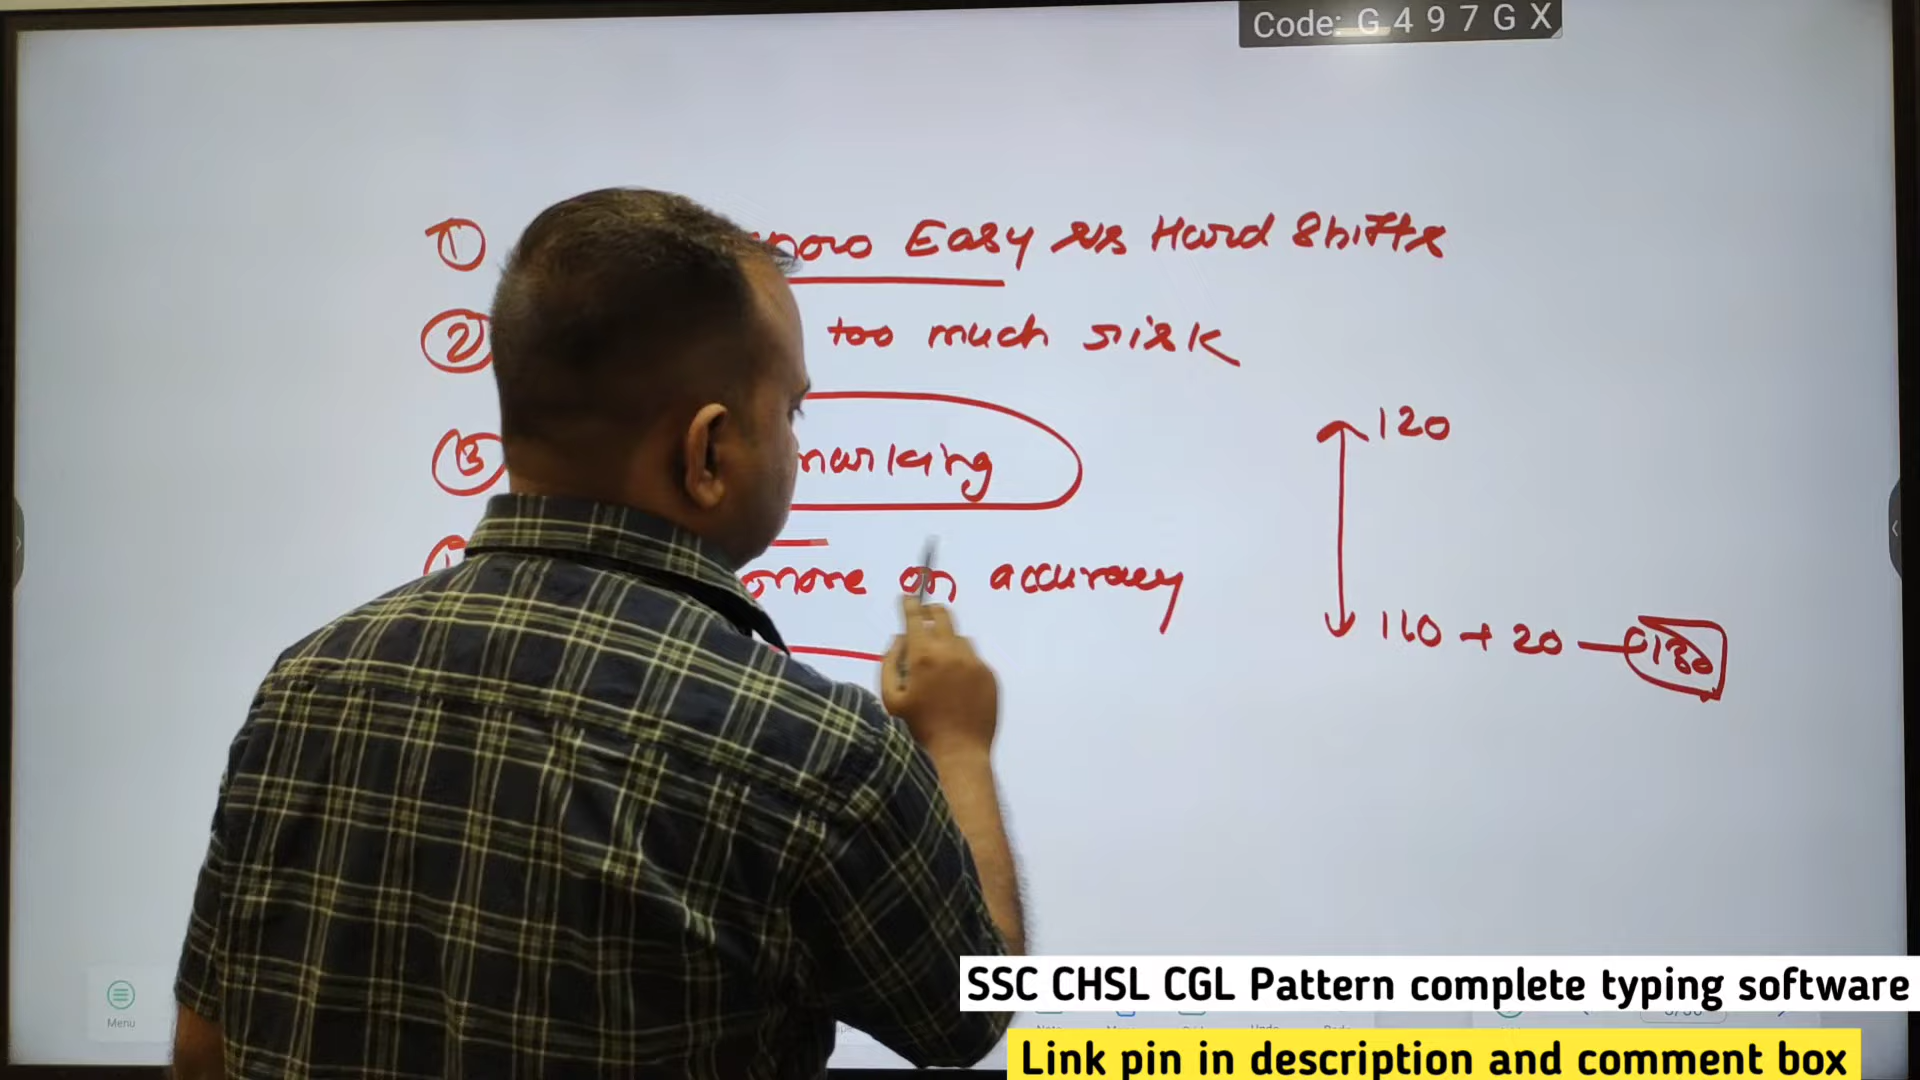 Code: G 4 9 7 G X
① Easy vs Hard Shifts
② too much risk
③ marking
120
more on accuracy
110 + 20 — 130
Menu
SSC CHSL CGL Pattern complete typing software
Link pin in description and comment box